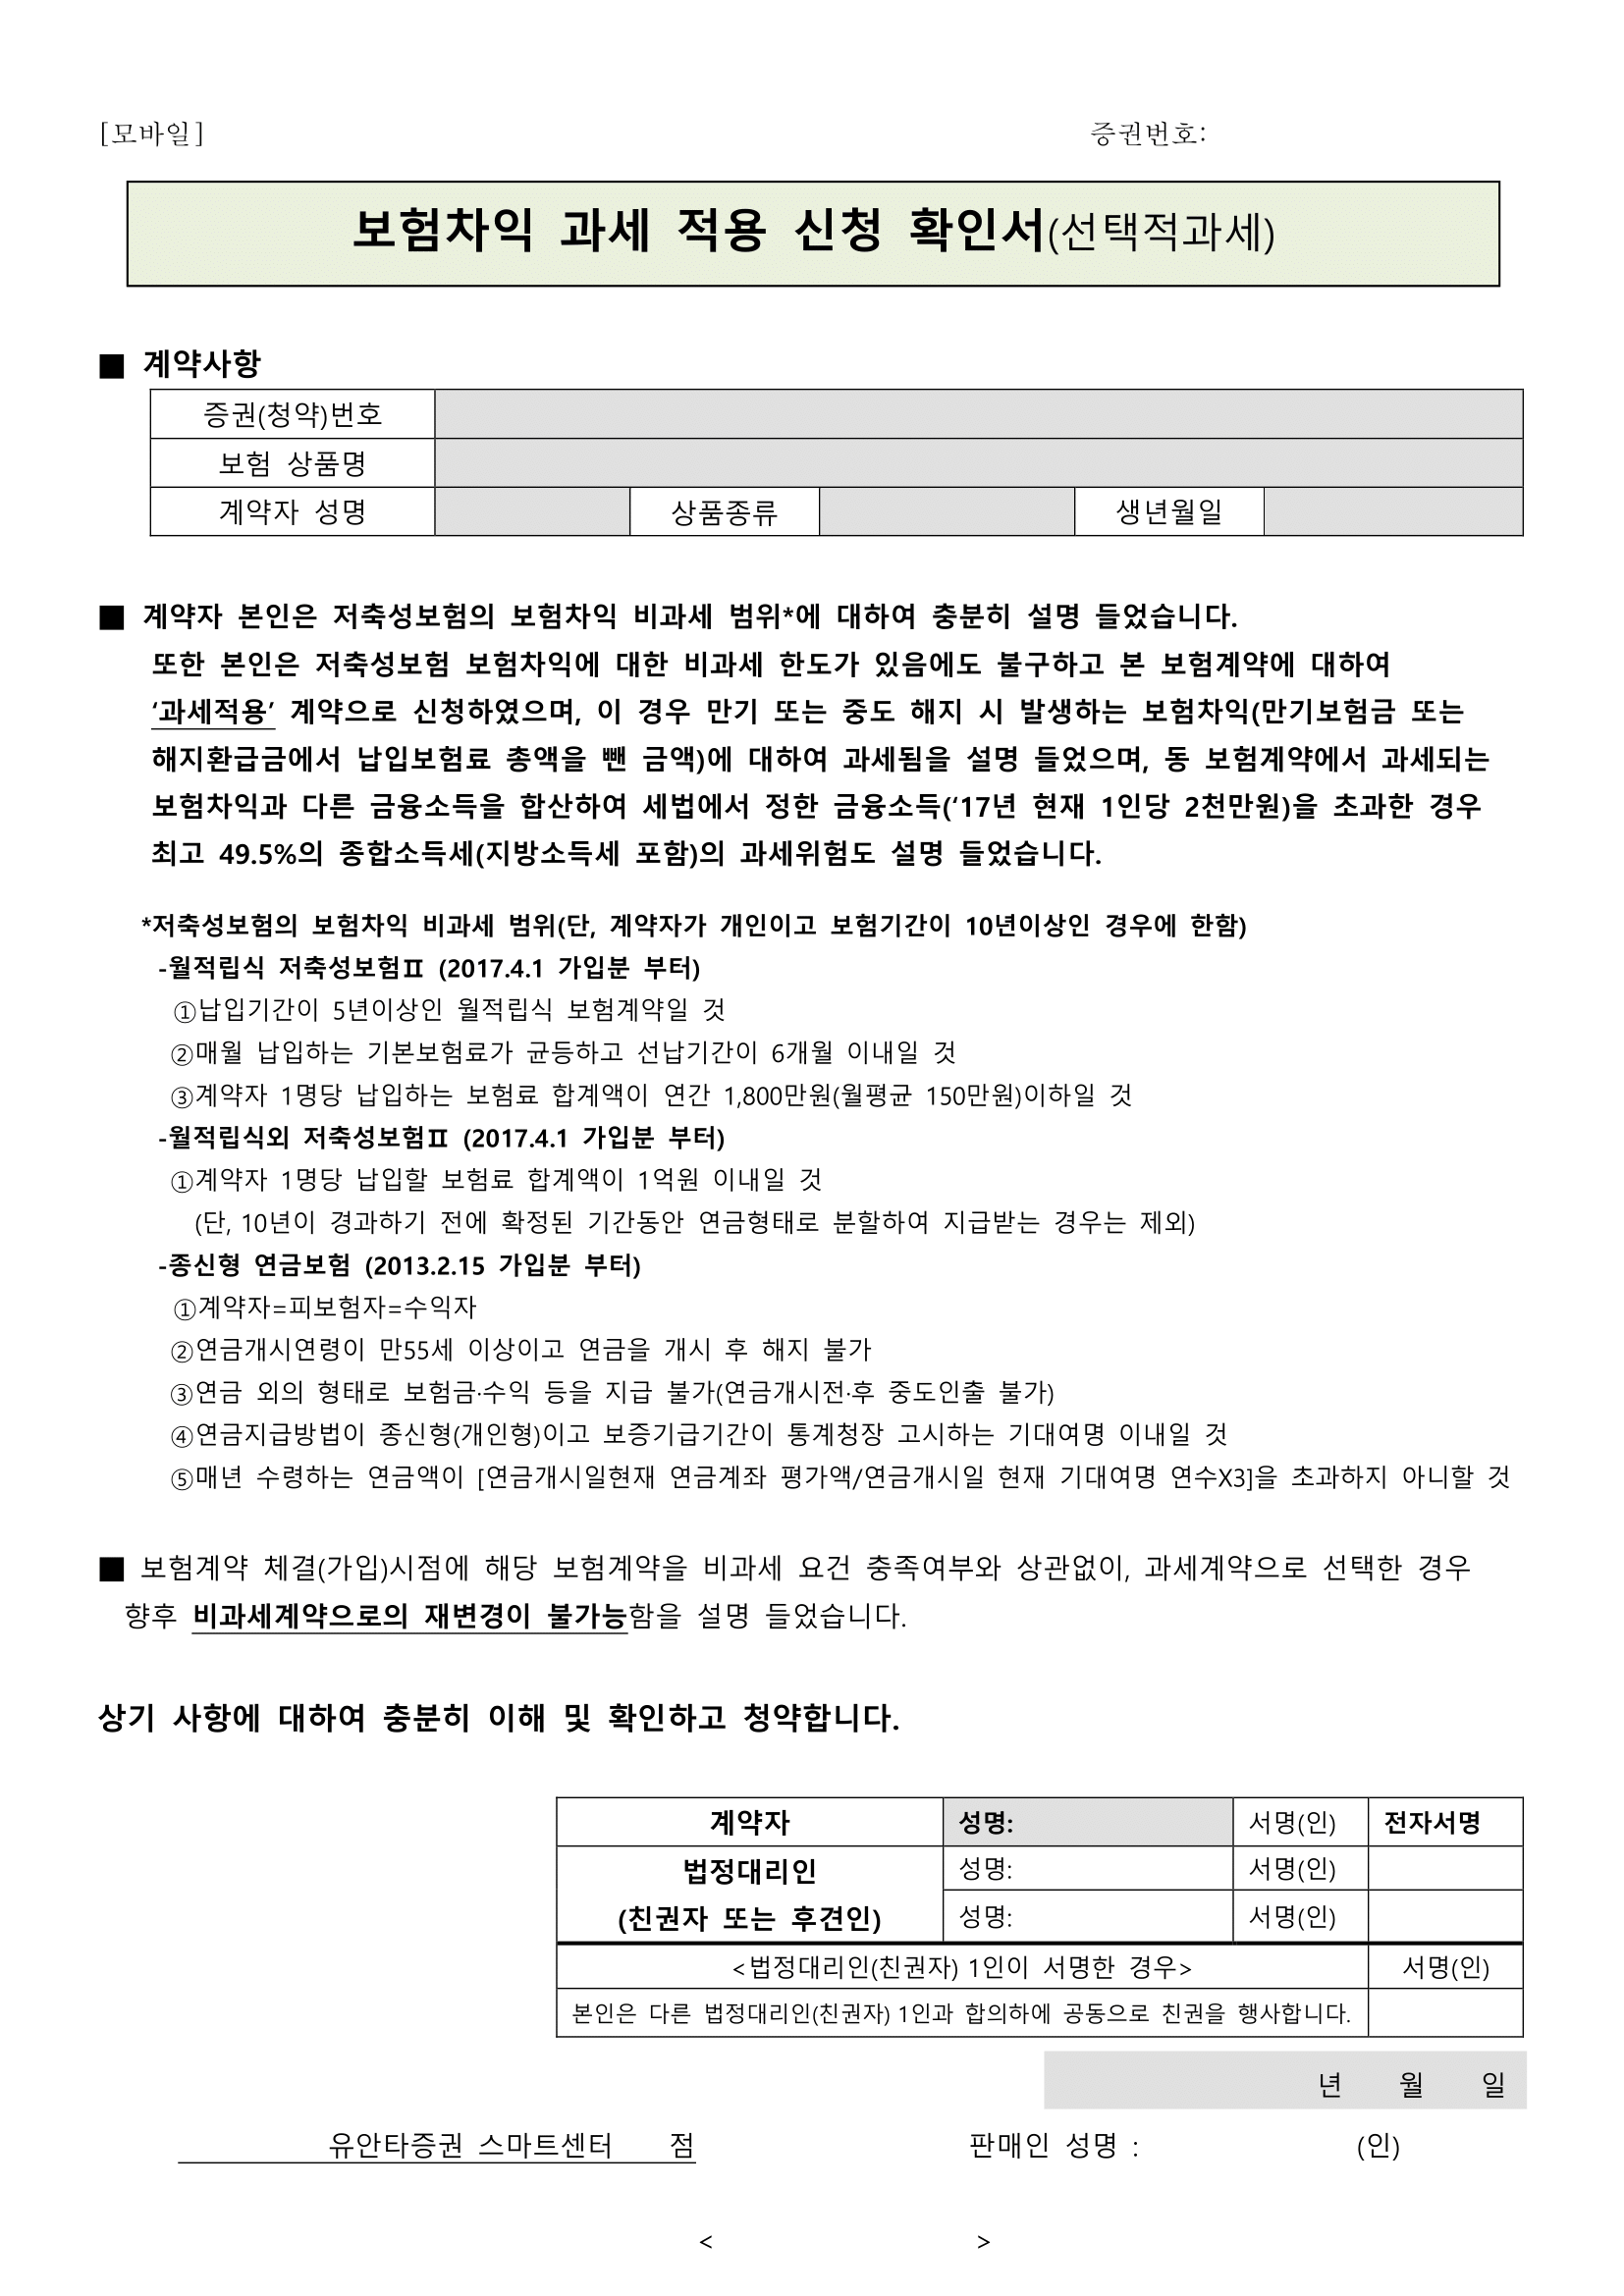 [모바일] 증권번호:
보험차익 과세 적용 신청 확인서(선택적과세)
■ 계약사항
증권(청약)번호
보험 상품명
계약자 성명 상품종류 생년월일
■ 계약자 본인은 저축성보험의 보험차익 비과세 범위*에 대하여 충분히 설명 들었습니다.
또한 본인은 저축성보험 보험차익에 대한 비과세 한도가 있음에도 불구하고 본 보험계약에 대하여
‘과세적용’ 계약으로 신청하였으며, 이 경우 만기 또는 중도 해지 시 발생하는 보험차익(만기보험금 또는
해지환급금에서 납입보험료 총액을 뺀 금액)에 대하여 과세됨을 설명 들었으며, 동 보험계약에서 과세되는
보험차익과 다른 금융소득을 합산하여 세법에서 정한 금융소득(‘17년 현재 1인당 2천만원)을 초과한 경우
최고 49.5%의 종합소득세(지방소득세 포함)의 과세위험도 설명 들었습니다.
*저축성보험의 보험차익 비과세 범위(단, 계약자가 개인이고 보험기간이 10년이상인 경우에 한함)
-월적립식 저축성보험Ⅱ (2017.4.1 가입분 부터)
①납입기간이 5년이상인 월적립식 보험계약일 것
②매월 납입하는 기본보험료가 균등하고 선납기간이 6개월 이내일 것
③계약자 1명당 납입하는 보험료 합계액이 연간 1,800만원(월평균 150만원)이하일 것
-월적립식외 저축성보험Ⅱ (2017.4.1 가입분 부터)
①계약자 1명당 납입할 보험료 합계액이 1억원 이내일 것
(단, 10년이 경과하기 전에 확정된 기간동안 연금형태로 분할하여 지급받는 경우는 제외)
-종신형 연금보험 (2013.2.15 가입분 부터)
①계약자=피보험자=수익자
②연금개시연령이 만55세 이상이고 연금을 개시 후 해지 불가
③연금 외의 형태로 보험금·수익 등을 지급 불가(연금개시전·후 중도인출 불가)
④연금지급방법이 종신형(개인형)이고 보증기급기간이 통계청장 고시하는 기대여명 이내일 것
⑤매년 수령하는 연금액이 [연금개시일현재 연금계좌 평가액/연금개시일 현재 기대여명 연수X3]을 초과하지 아니할 것
■ 보험계약 체결(가입)시점에 해당 보험계약을 비과세 요건 충족여부와 상관없이, 과세계약으로 선택한 경우
향후 비과세계약으로의 재변경이 불가능함을 설명 들었습니다.
상기 사항에 대하여 충분히 이해 및 확인하고 청약합니다.
계약자 성명: 서명(인) 전자서명
법정대리인 성명: 서명(인)
(친권자 또는 후견인) 성명: 서명(인)
<법정대리인(친권자) 1인이 서명한 경우> 서명(인)
본인은 다른 법정대리인(친권자) 1인과 합의하에 공동으로 친권을 행사합니다.
년 월 일
유안타증권 스마트센터 점 판매인 성명 : (인)
< >